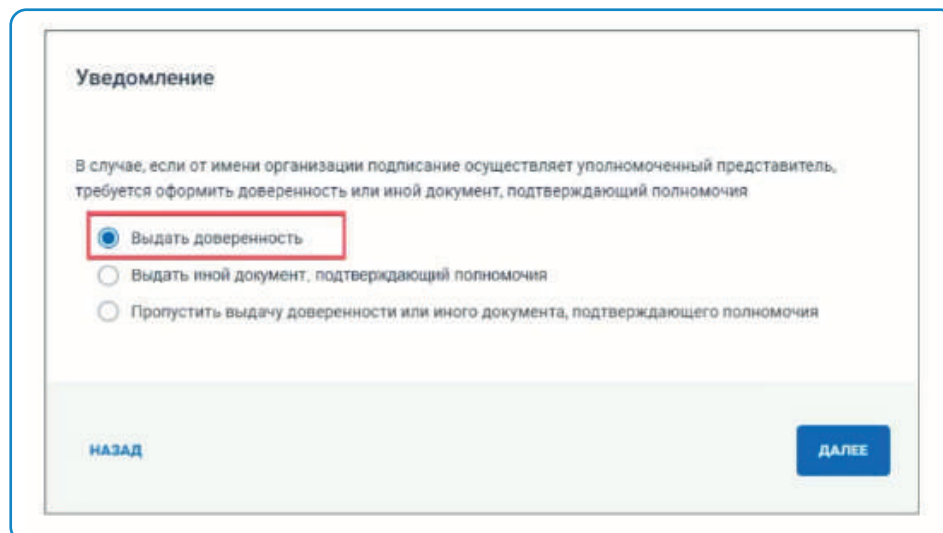 Уведомление
В случае, если от имени организации подписание осуществляет уполномоченный представитель,
требуется оформить доверенность или иной документ, подтверждающий полномочия
Выдать доверенность
Выдать иной документ, подтверждающий полномочия
Пропустить выдачу доверенности или иного документа, подтверждающего полномочия
НАЗАД
ДАЛЕЕ